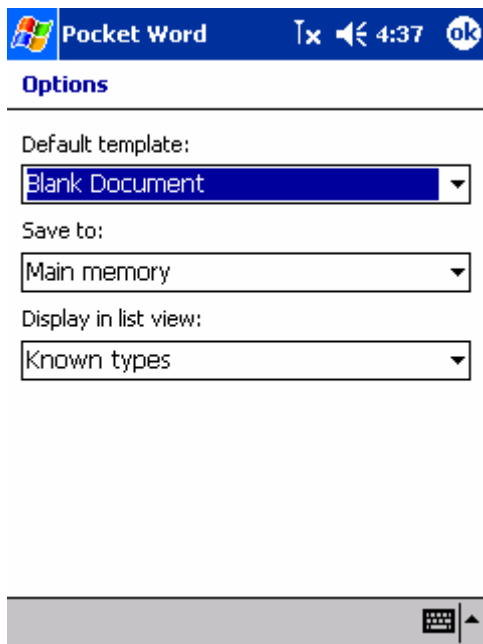 Pocket Word 4:37 ok
Options
Default template:
Blank Document
Save to:
Main memory
Display in list view:
Known types